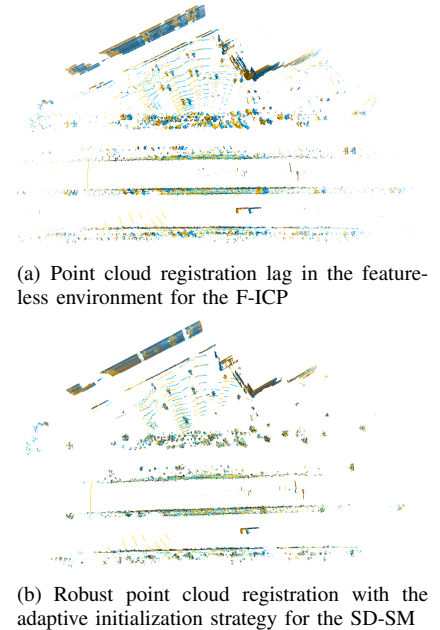 (a) Point cloud registration lag in the feature-
less environment for the F-ICP
(b) Robust point cloud registration with the
adaptive initialization strategy for the SD-SM